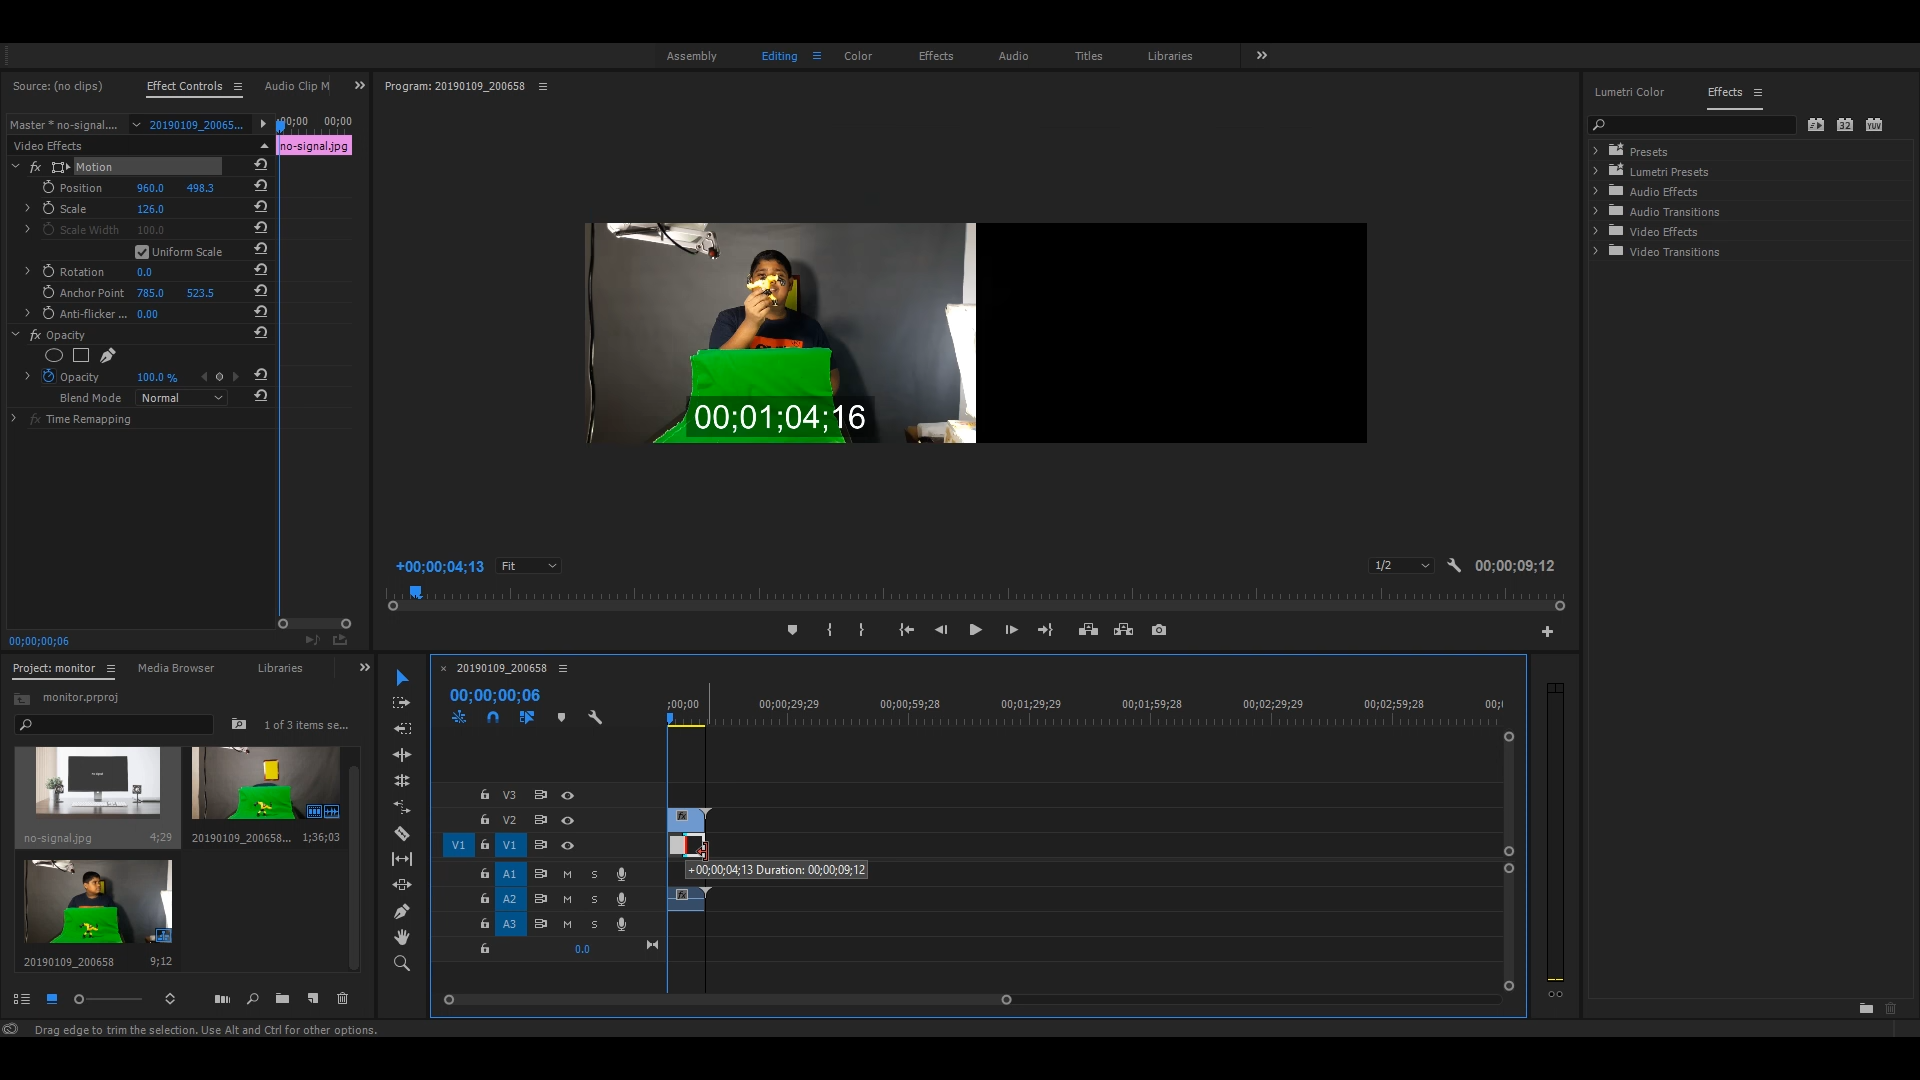 Assembly Editing Color Effects Audio Titles Libraries
Source: (no clips) Effect Controls Audio Clip M
Program: 20190109_200658
Lumetri Color Effects
Master * no-signal.... 20190109_20065... ;00;00 00;00
Video Effects
no-signal.jpg
fx Motion
Position 960.0 498.3
Scale 126.0
Scale Width 100.0
Uniform Scale
Rotation 0.0
Anchor Point 785.0 523.5
Anti-flicker ... 0.00
fx Opacity
Opacity 100.0 %
Blend Mode Normal
fx Time Remapping
00;00;00;06
00;01;04;16
+00;00;04;13 Fit 1/2 00;00;09;12
32 YUV
Presets
Lumetri Presets
Audio Effects
Audio Transitions
Video Effects
Video Transitions
Project: monitor Media Browser Libraries
monitor.prproj
1 of 3 items se...
no-signal.jpg 4;29
20190109_200658... 1;36;03
20190109_200658 9;12
20190109_200658
00;00;00;06
;00;00 00;00;29;29 00;00;59;28 00;01;29;29 00;01;59;28 00;02;29;29 00;02;59;28 00;
V3
V2
V1 V1
A1 M S
A2 M S
A3 M S
0.0
fx
fx
+00;00;04;13 Duration: 00;00;09;12
Drag edge to trim the selection. Use Alt and Ctrl for other options.